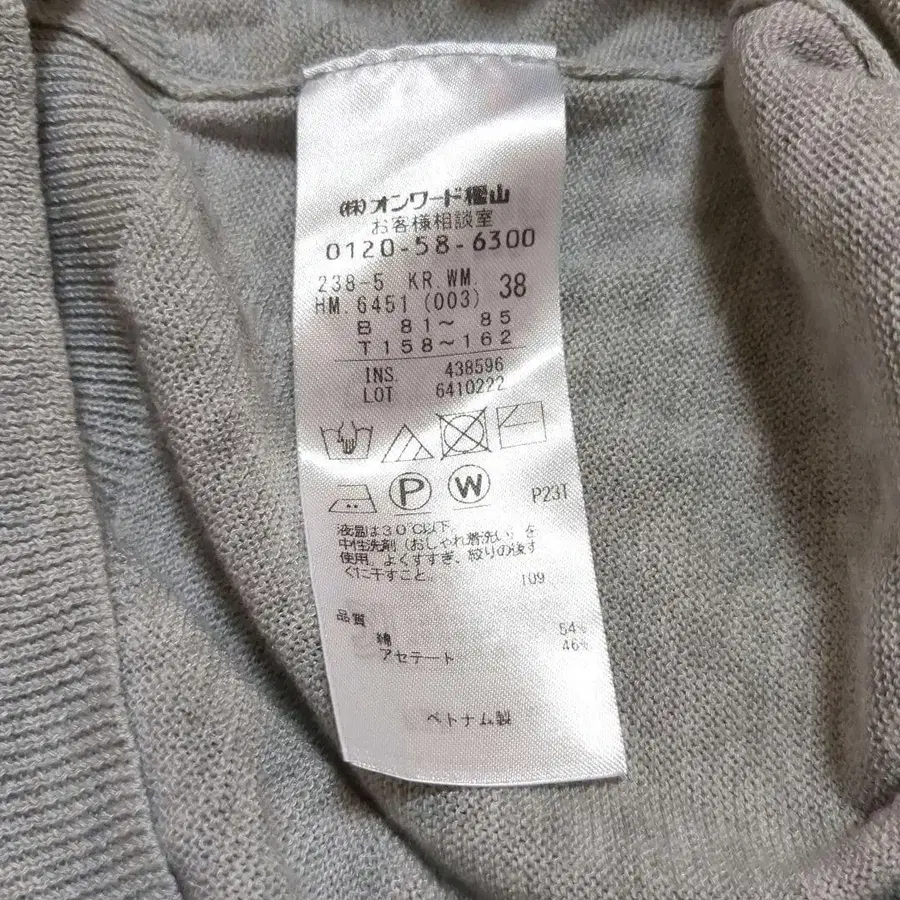 (株)オンワード樫山
お客様相談室
0120-58-6300
238-5 KR.WM. 38
HM.6451(003)
B 81～ 85
T158～162
INS. 438596
LOT 6410222
P W P23T
液温は30℃以下、
中性洗剤（おしゃれ着洗い）を
使用、よくすすぎ、絞りの後す
ぐに干すこと。
109
品質
綿 54%
アセテート 46%
ベトナム製